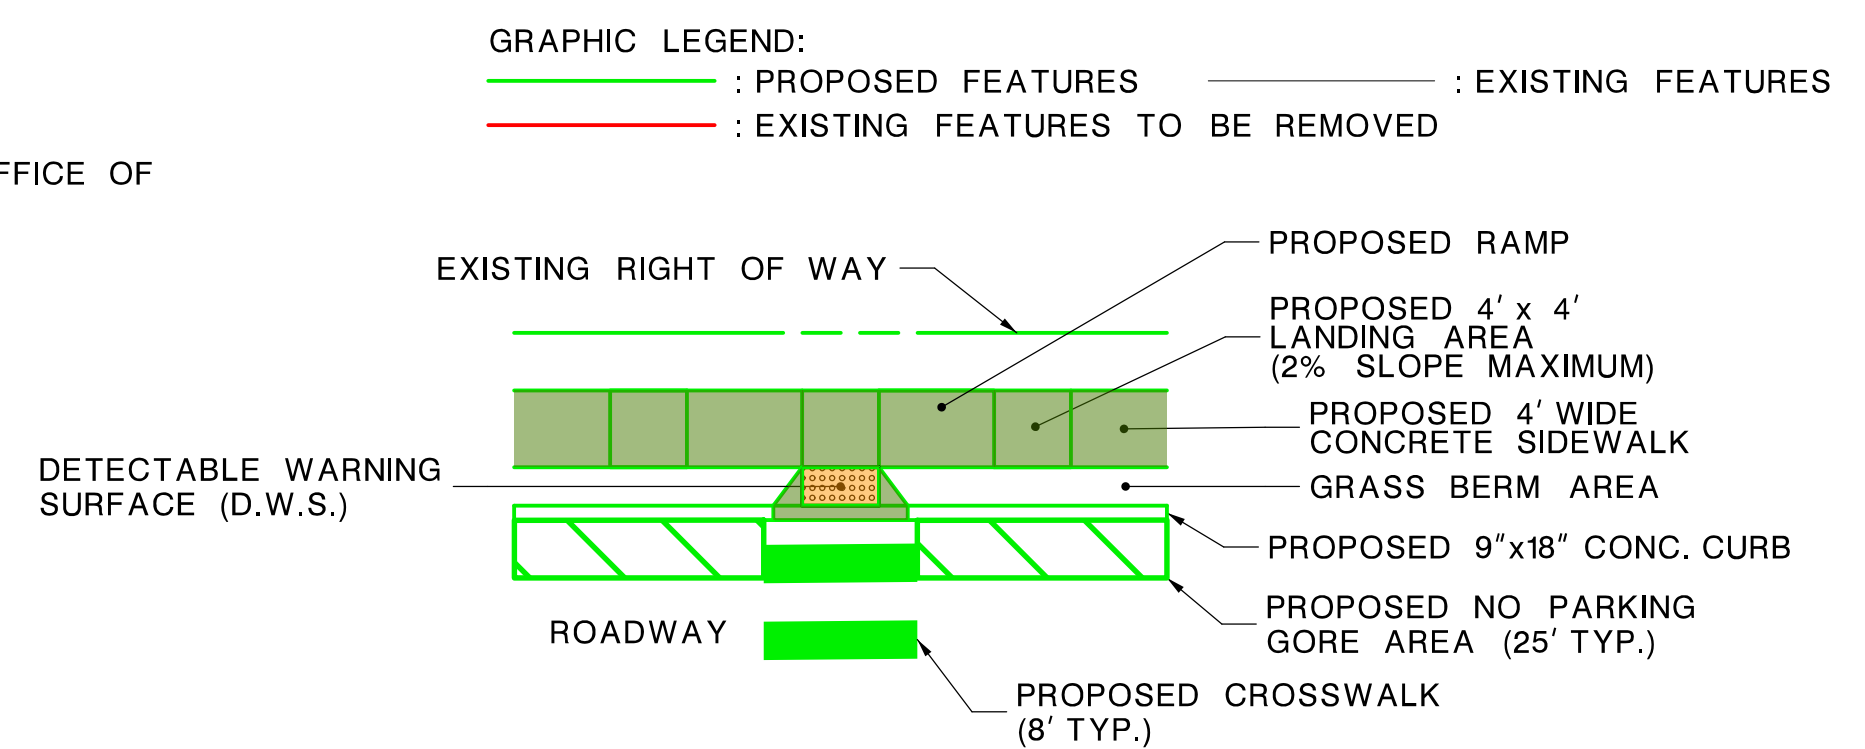 GRAPHIC LEGEND:
: PROPOSED FEATURES : EXISTING FEATURES
: EXISTING FEATURES TO BE REMOVED
FFICE OF
PROPOSED RAMP
EXISTING RIGHT OF WAY
PROPOSED 4' x 4'
LANDING AREA
(2% SLOPE MAXIMUM)
PROPOSED 4' WIDE
CONCRETE SIDEWALK
DETECTABLE WARNING
SURFACE (D.W.S.)
GRASS BERM AREA
PROPOSED 9"x18" CONC. CURB
PROPOSED NO PARKING
GORE AREA (25' TYP.)
ROADWAY
PROPOSED CROSSWALK
(8' TYP.)